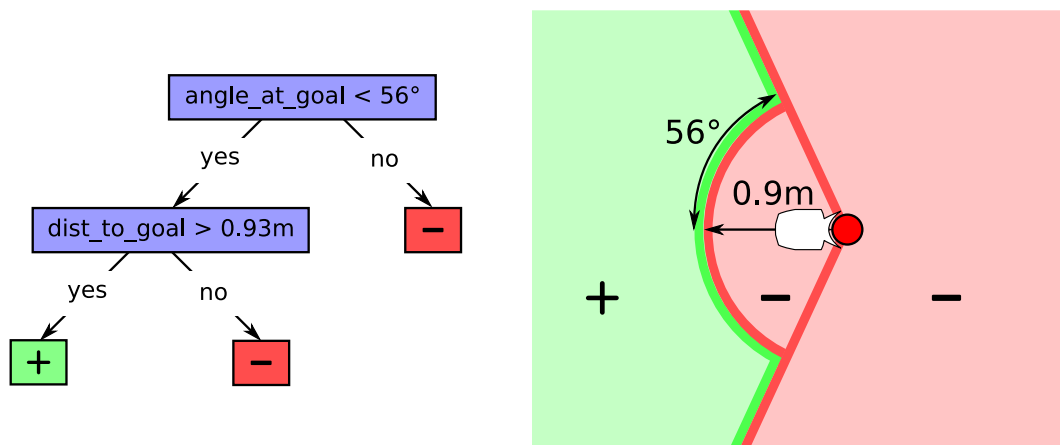 angle_at_goal < 56°
yes
no
dist_to_goal > 0.93m
−
yes
no
+
−
56°
0.9m
+
−
−